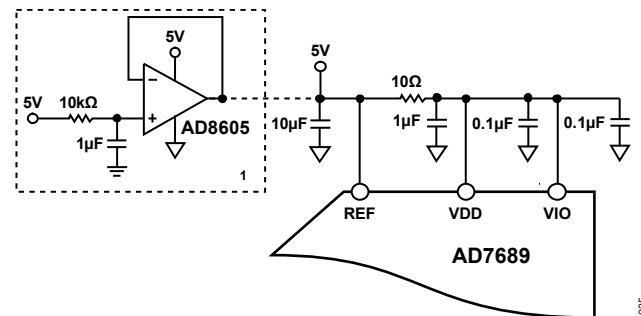 5V
5V
5V
10kΩ
10Ω
−
+
AD8605
1µF
10µF
1µF
0.1µF
0.1µF
1
REF
VDD
VIO
AD7689